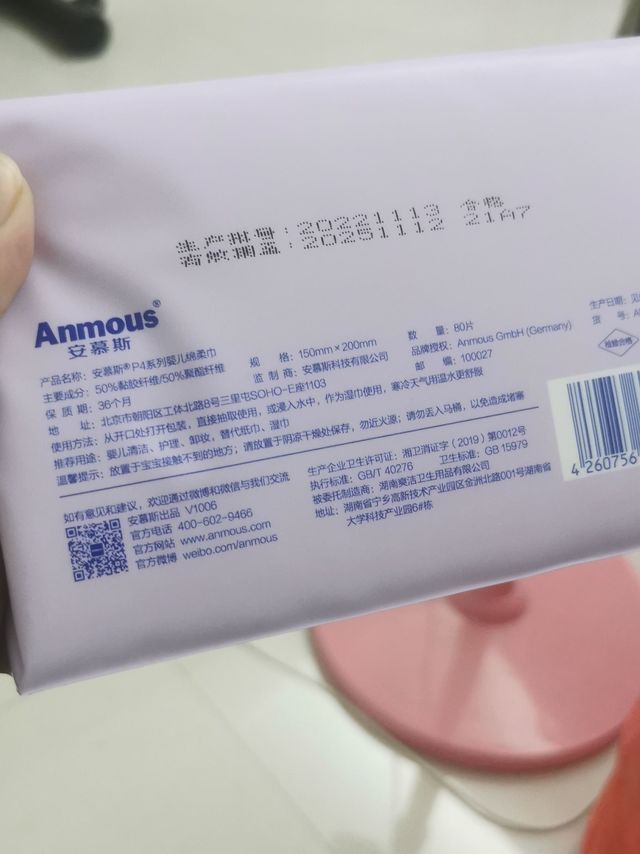 生产批号：20221113 合格
有效期至：20251112 21A7
Anmous®
安慕斯
产品名称：安慕斯®P4系列婴儿绵柔巾 规 格：150mm×200mm 数 量：80片 生产日期：见
主要成分：50%黏胶纤维/50%聚酯纤维 监 制 商：安慕斯科技有限公司 品牌授权：Anmous GmbH (Germany) 货 号：A
保 质 期：36个月 邮 编：100027 检验合格
地 址：北京市朝阳区工体北路8号三里屯SOHO-E座1103
使用方法：从开口处打开包装，直接抽取使用，或浸入水中，作为湿巾使用，寒冷天气用温水更舒服
推荐用途：婴儿清洁、护理、卸妆，替代纸巾、湿巾
温馨提示：放置于宝宝接触不到的地方；请放置于阴凉干燥处保存，勿近火源；请勿丢入马桶，以免造成堵塞
如有意见和建议，欢迎通过微博和微信与我们交流
安慕斯出品 V1006
官方电话 400-602-9466
官方网站 www.anmous.com
官方微博 weibo.com/anmous
生产企业卫生许可证：湘卫消证字（2019）第0012号
执行标准：GB/T 40276 卫生标准：GB 15979
被委托制造商：湖南爽洁卫生用品有限公司
地址：湖南省宁乡高新技术产业园区金洲北路001号湖南省
大学科技产业园6#栋
4 260756